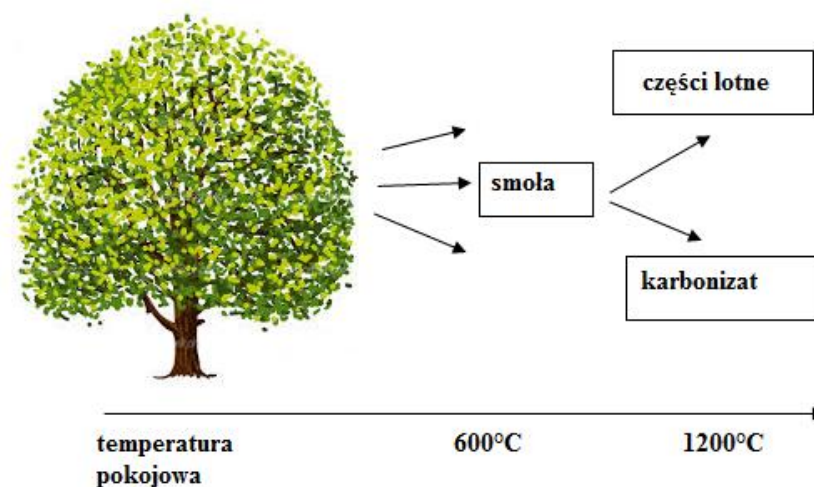 części lotne
smoła
karbonizat
temperatura
pokojowa
600°C
1200°C